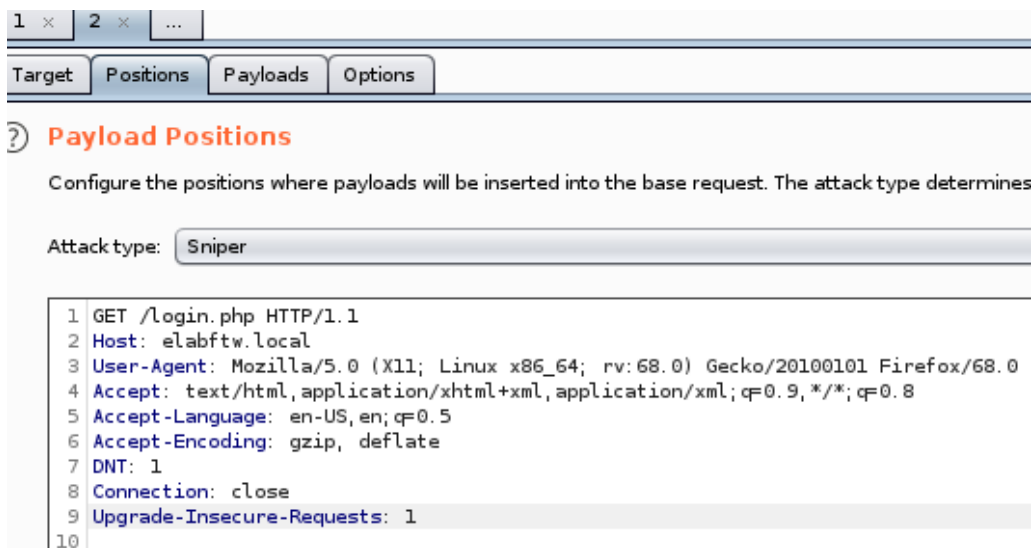 1 × 2 × ...
Target Positions Payloads Options
? Payload Positions
Configure the positions where payloads will be inserted into the base request. The attack type determines
Attack type: Sniper
1 GET /login.php HTTP/1.1
2 Host: elabftw.local
3 User-Agent: Mozilla/5.0 (X11; Linux x86_64; rv:68.0) Gecko/20100101 Firefox/68.0
4 Accept: text/html,application/xhtml+xml,application/xml;q=0.9,*/*;q=0.8
5 Accept-Language: en-US,en;q=0.5
6 Accept-Encoding: gzip, deflate
7 DNT: 1
8 Connection: close
9 Upgrade-Insecure-Requests: 1
10